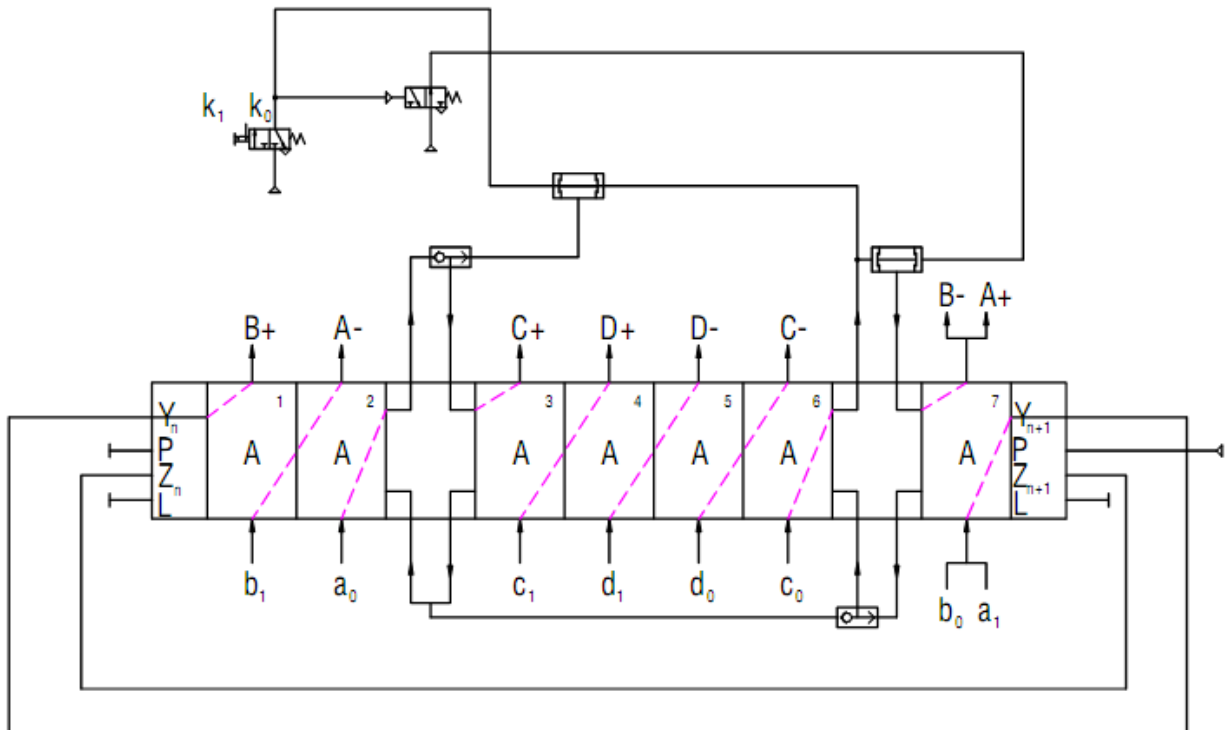 k₁ k₀
B- A+
B+ A- C+ D+ D- C-
1 2 3 4 5 6 7
Yₙ Yₙ₊₁
P A A A A A A A P
Zₙ Zₙ₊₁
L L
b₁ a₀ c₁ d₁ d₀ c₀
b₀ a₁